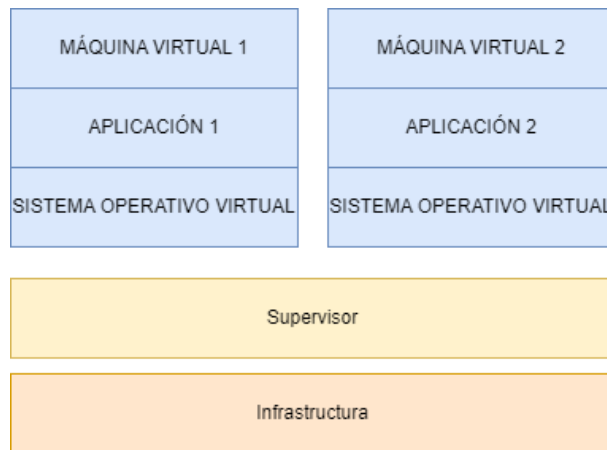 MÁQUINA VIRTUAL 1
MÁQUINA VIRTUAL 2
APLICACIÓN 1
APLICACIÓN 2
SISTEMA OPERATIVO VIRTUAL
SISTEMA OPERATIVO VIRTUAL
Supervisor
Infrastructura